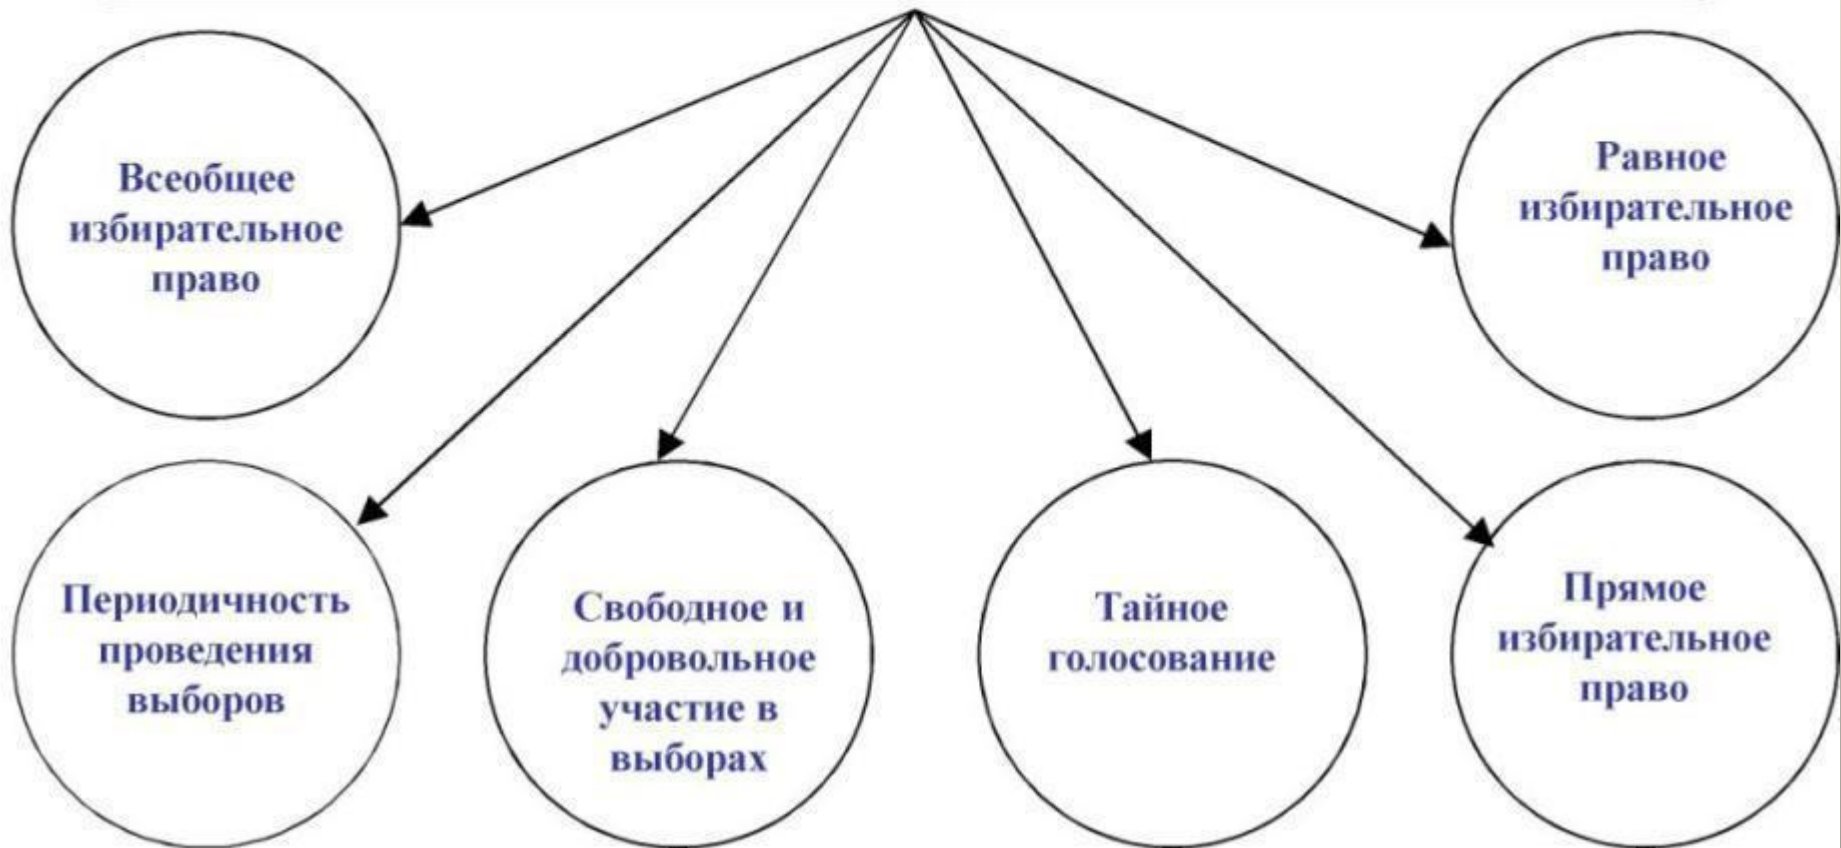 Всеобщее
избирательное
право
Равное
избирательное
право
Периодичность
проведения
выборов
Свободное и
добровольное
участие в
выборах
Тайное
голосование
Прямое
избирательное
право